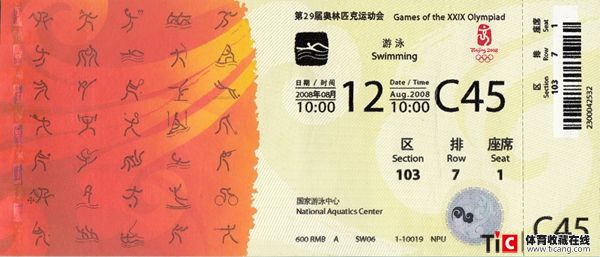 第29届奥林匹克运动会 Games of the XXIX Olympiad
游泳
Swimming
Beijing 2008
日期 / 时间
2008年08月
10:00
12
Date / Time
Aug.2008
10:00
C45
区 排 座席
Section Row Seat
103 7 1
国家游泳中心
National Aquatics Center
600 RMB A SW06 1-10019 NPU
座席 Seat 1
排 Row 7
区 Section 103
2300042532
C45
TiC 体育收藏在线
www.ticang.com